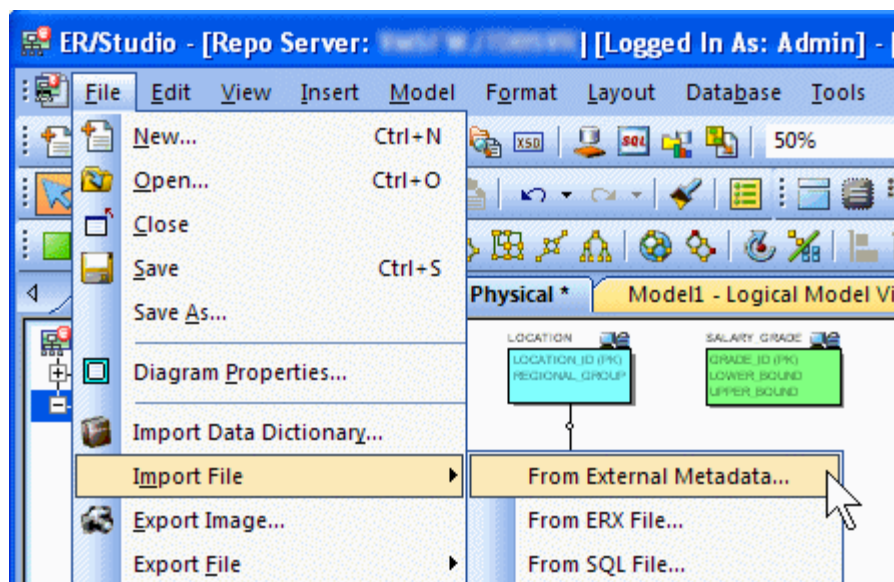 ER/Studio - [Repo Server: ] [Logged In As: Admin] - [
File Edit View Insert Model Format Layout Database Tools
New... Ctrl+N
XSD SQL 50%
Open... Ctrl+O
Close
Save Ctrl+S
Physical * Model1 - Logical Model Vi
Save As...
LOCATION SALARY GRADE
LOCATION_ID (PK) GRADE_ID (PK)
REGIONAL_GROUP LOWER_BOUND
UPPER_BOUND
Diagram Properties...
Import Data Dictionary...
Import File From External Metadata...
Export Image... From ERX File...
Export File From SQL File...